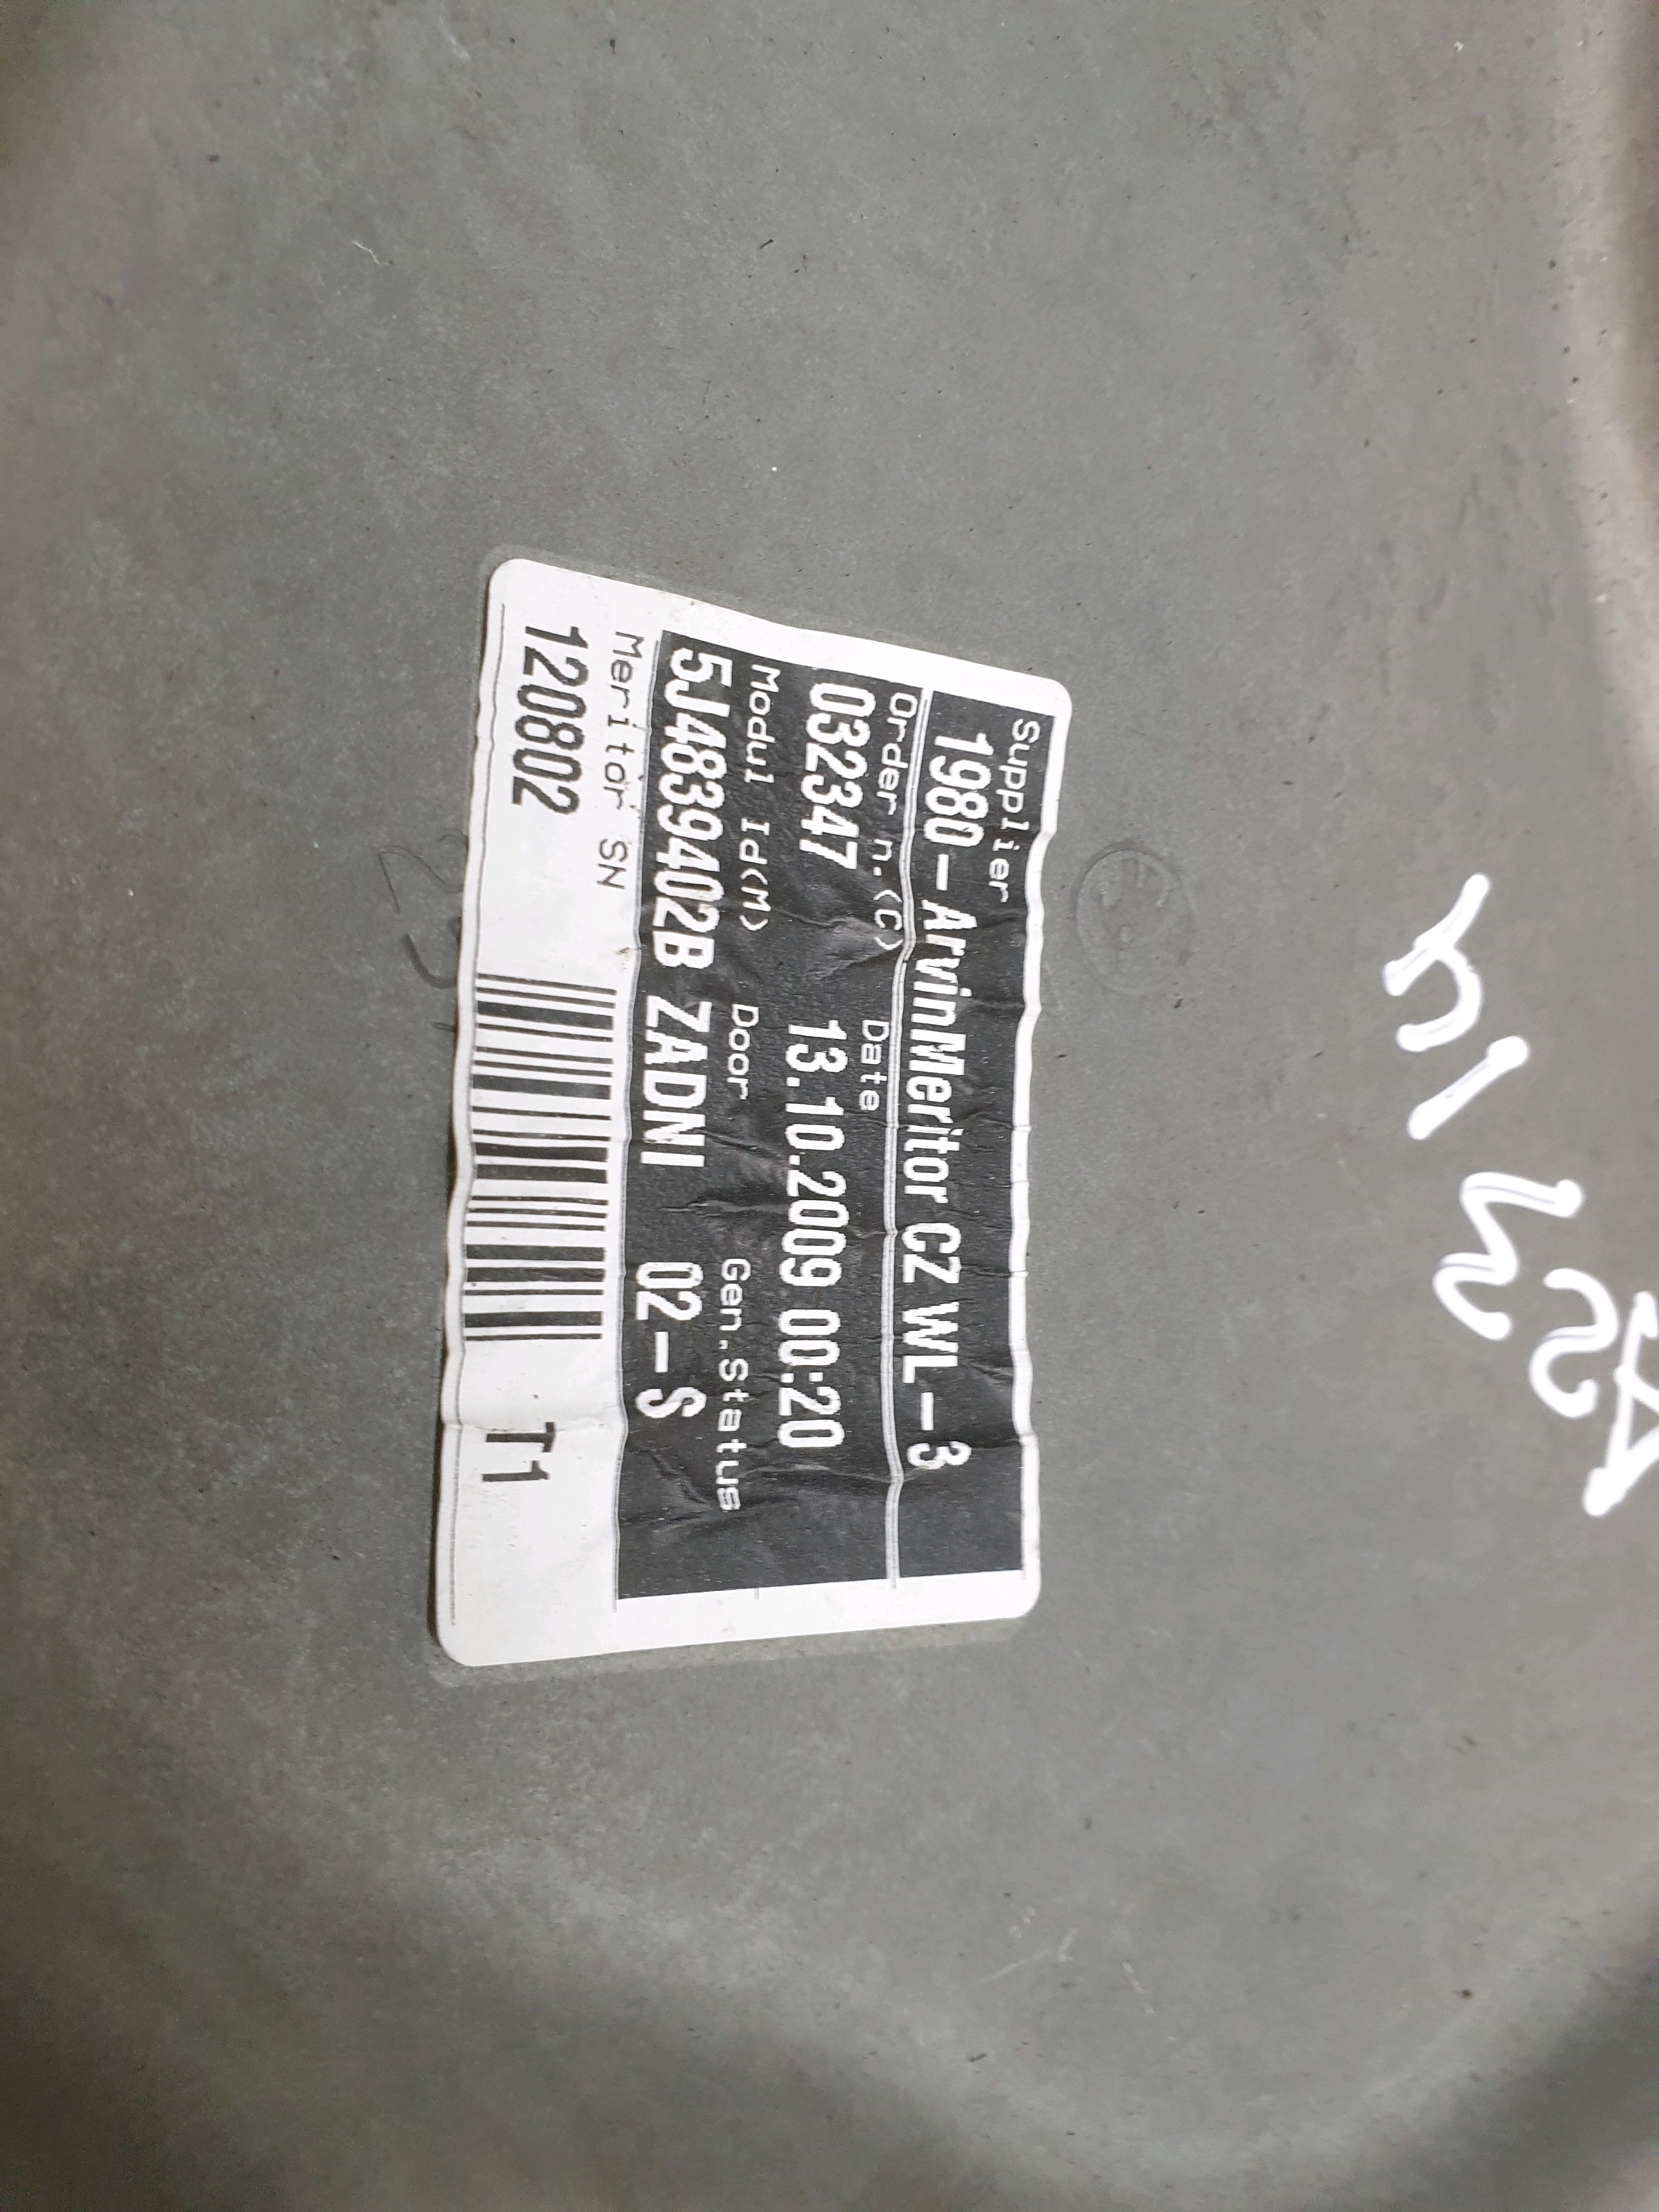 Supplier
1980-ArvinMeritor CZ WL-3
Order n.(C) Date
032347 13.10.2009 00:20
Modul Id(M) Door Gen.Status
5J4839402B ZADNI 02-S
Meritor SN
120802 T1